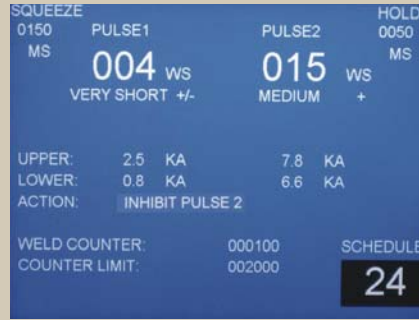 SQUEEZE HOLD
0150 PULSE1 PULSE2 0050
MS MS
004 WS 015 WS
VERY SHORT +/- MEDIUM +
UPPER: 2.5 KA 7.8 KA
LOWER: 0.8 KA 6.6 KA
ACTION: INHIBIT PULSE 2
WELD COUNTER: 000100 SCHEDULE
COUNTER LIMIT: 002000 24